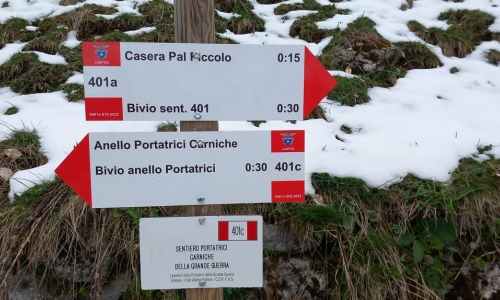 Casera Pal Piccolo 0:15
401a
Bivio sent. 401 0:30
Anello Portatrici Carniche
Bivio anello Portatrici 0:30 401c
401c
SENTIERO PORTATRICI
CARNICHE
DELLA GRANDE GUERRA